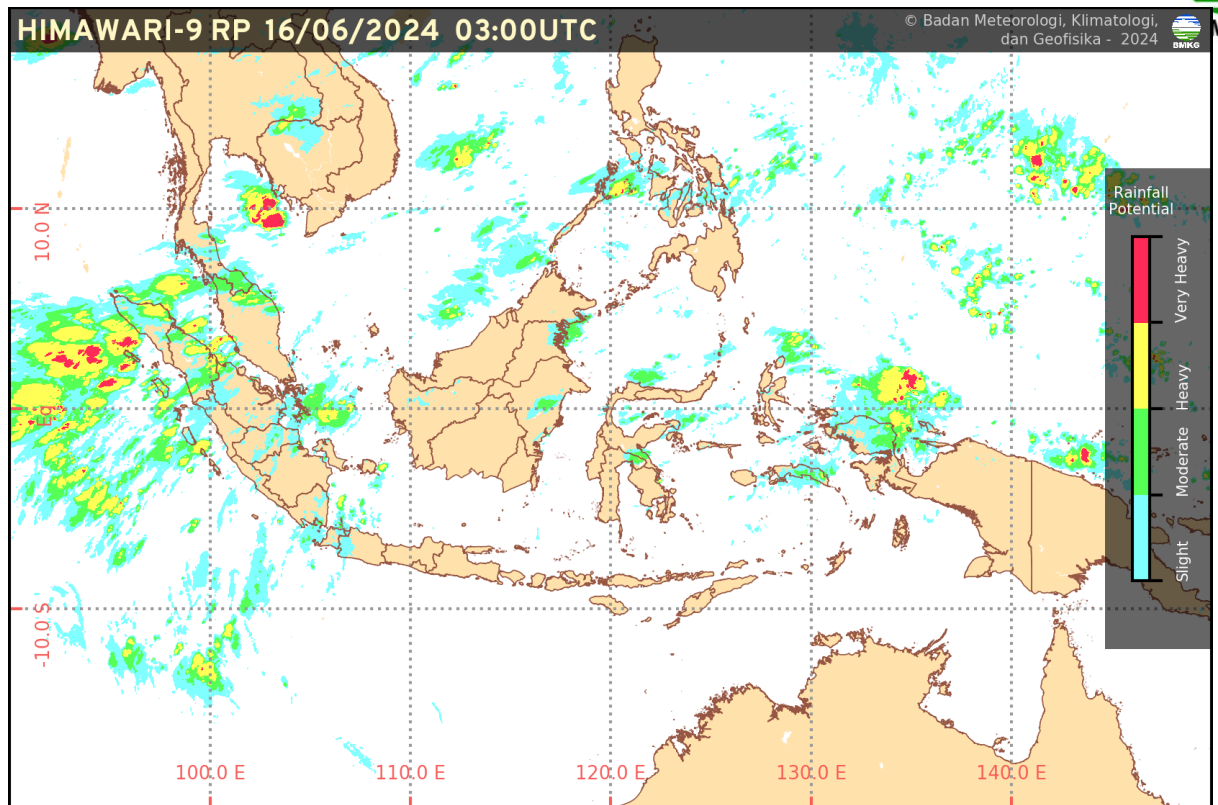 HIMAWARI-9 RP 16/06/2024 03:00UTC
© Badan Meteorologi, Klimatologi,
dan Geofisika - 2024
BMKG
Rainfall
Potential
Very Heavy
Heavy
Moderate
Slight
10.0 N
Eq
-10.0 S
100.0 E
110.0 E
120.0 E
130.0 E
140.0 E